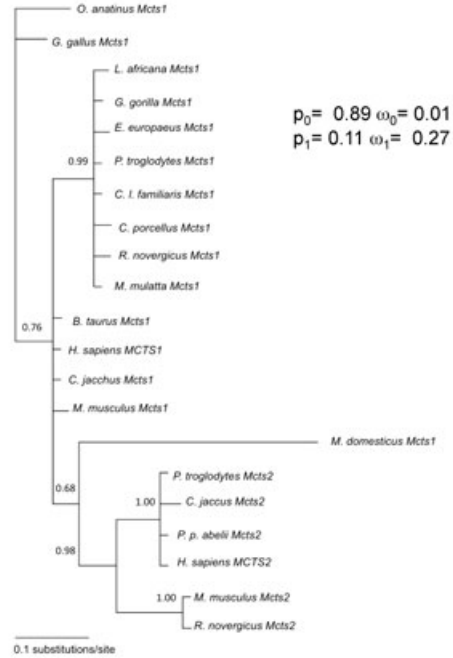 O. anatinus Mcts1
G. gallus Mcts1
L. africana Mcts1
G. gorilla Mcts1
E. europaeus Mcts1
P. troglodytes Mcts1
C. l. familiaris Mcts1
C. porcellus Mcts1
R. novergicus Mcts1
M. mulatta Mcts1
p0= 0.89 ω0= 0.01
p1= 0.11 ω1= 0.27
0.99
0.76
B. taurus Mcts1
H. sapiens MCTS1
C. jacchus Mcts1
M. musculus Mcts1
M. domesticus Mcts1
0.68
P. troglodytes Mcts2
1.00
C. jaccus Mcts2
P. p. abelii Mcts2
0.98
H. sapiens MCTS2
1.00
M. musculus Mcts2
R. novergicus Mcts2
0.1 substitutions/site